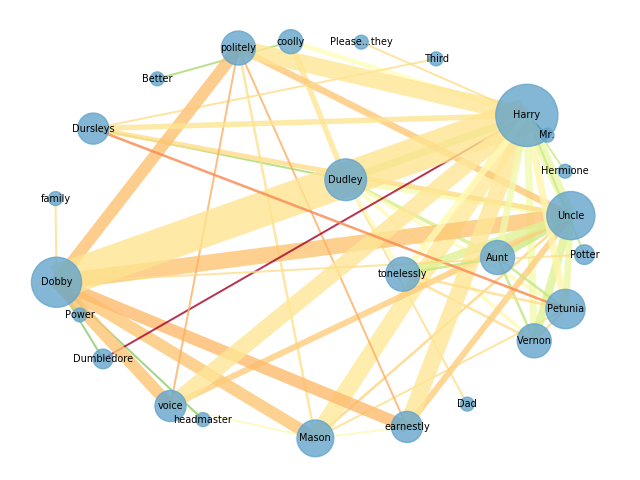 Please...they
coolly
politely
Third
Better
Harry
Dursleys
Mr.
Hermione
Dudley
family
Uncle
Potter
Aunt
tonelessly
Dobby
Petunia
Power
Vernon
Dumbledore
Dad
voice
headmaster
earnestly
Mason